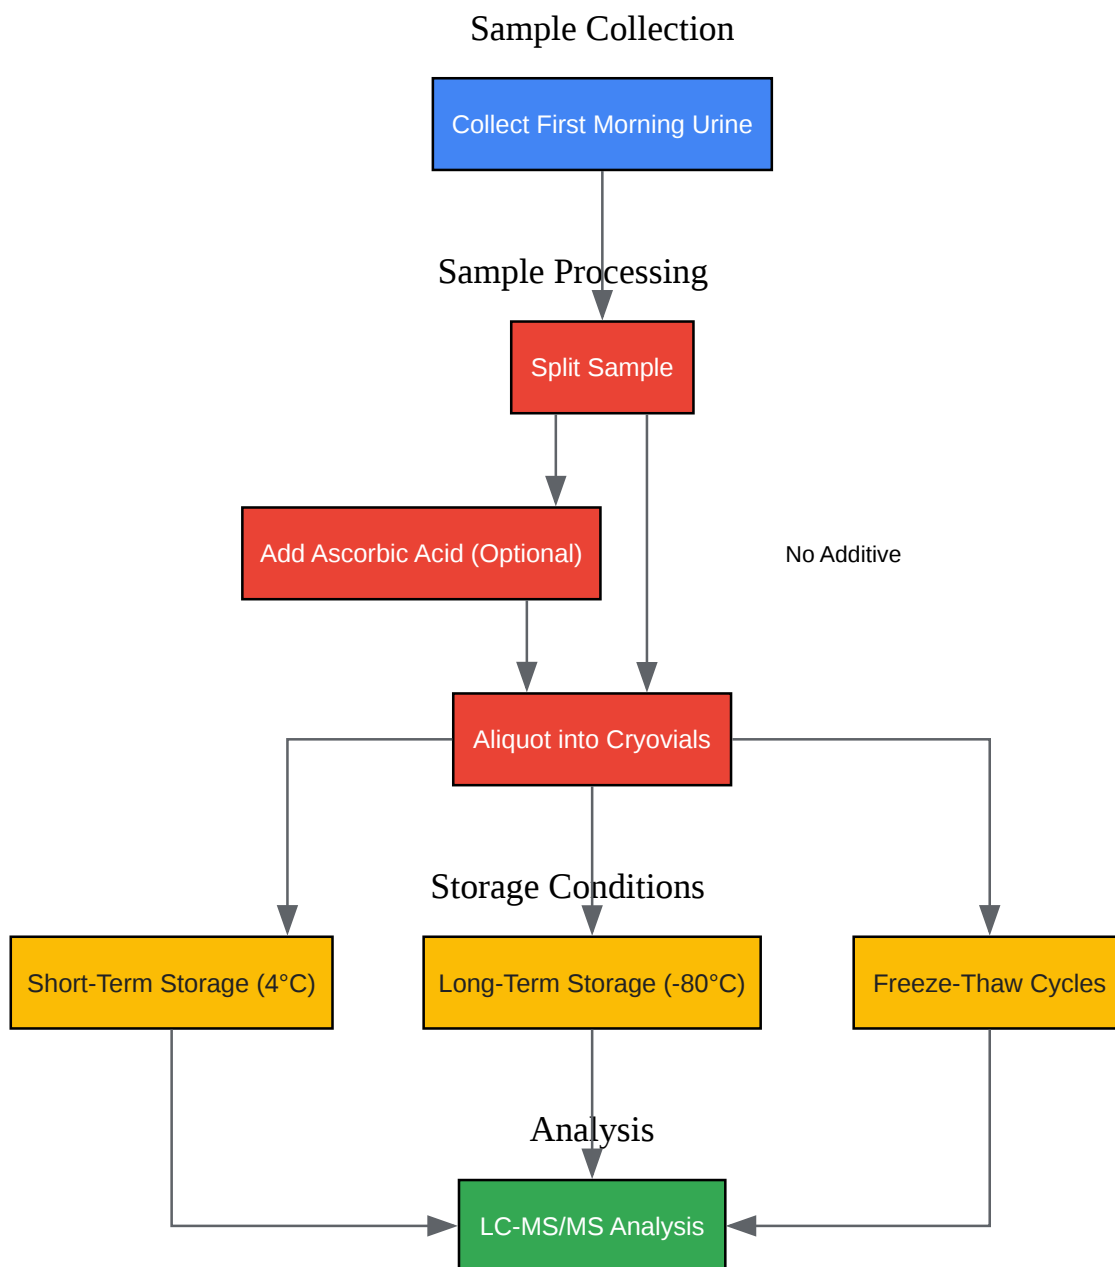 Sample Collection
Collect First Morning Urine
Sample Processing
Split Sample
Add Ascorbic Acid (Optional)
No Additive
Aliquot into Cryovials
Storage Conditions
Short-Term Storage (4°C)
Long-Term Storage (-80°C)
Freeze-Thaw Cycles
Analysis
LC-MS/MS Analysis